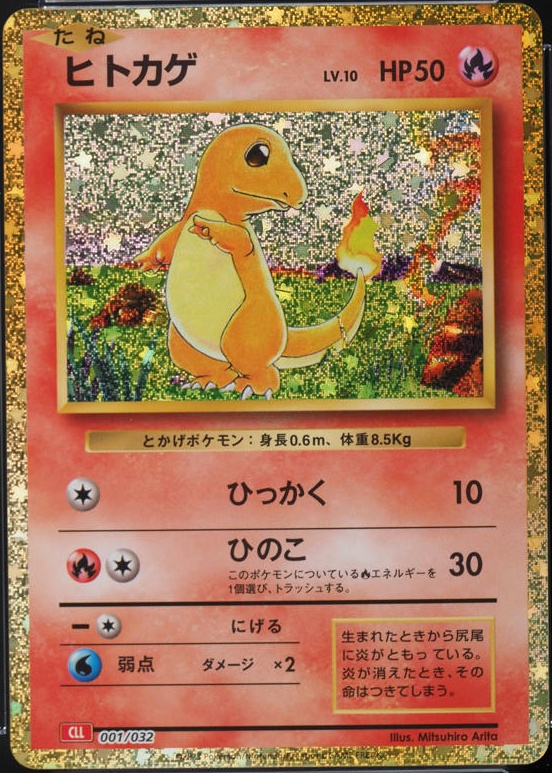 たね
ヒトカゲ
LV.10 HP50
とかげポケモン：身長0.6m、体重8.5Kg
ひっかく 10
ひのこ 30
このポケモンについているエネルギーを
1個選び、トラッシュする。
にげる
弱点 ダメージ ×2
生まれたときから尻尾
に炎がともっている。
炎が消えたとき、その
命はつきてしまう。
Illus. Mitsuhiro Arita
CLL 001/032